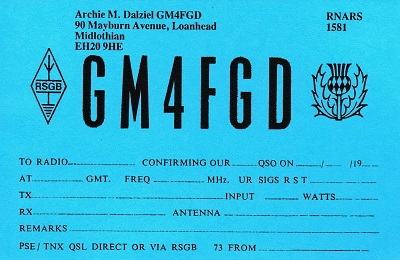 Archie M. Dalziel GM4FGD RNARS
90 Mayburn Avenue, Loanhead 1581
Midlothian
EH20 9HE
RSGB
GM4FGD
TO RADIO CONFIRMING OUR QSO ON / /19
AT GMT. FREQ MHz. UR SIGS R S T
TX INPUT WATTS
RX ANTENNA
REMARKS
PSE/TNX QSL DIRECT OR VIA RSGB 73 FROM